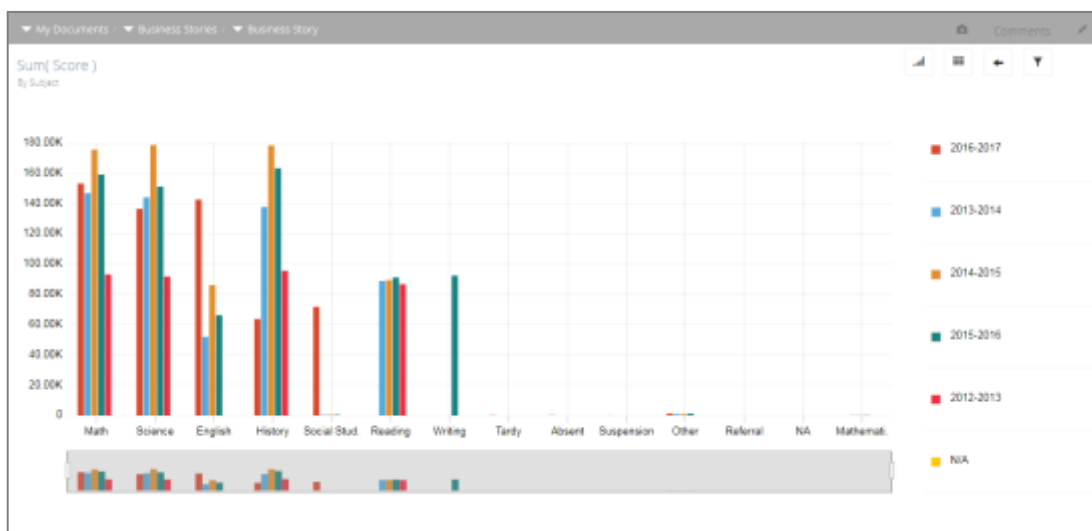 My Documents / Business Stories / Business Story
Comments
Sum( Score )
By Subject
180.00K
160.00K
140.00K
120.00K
100.00K
80.00K
60.00K
40.00K
20.00K
0
Math Science English History Social Stud. Reading Writing Tardy Absent Suspension Other Referral NA Mathemati.
2016-2017
2013-2014
2014-2015
2015-2016
2012-2013
N/A